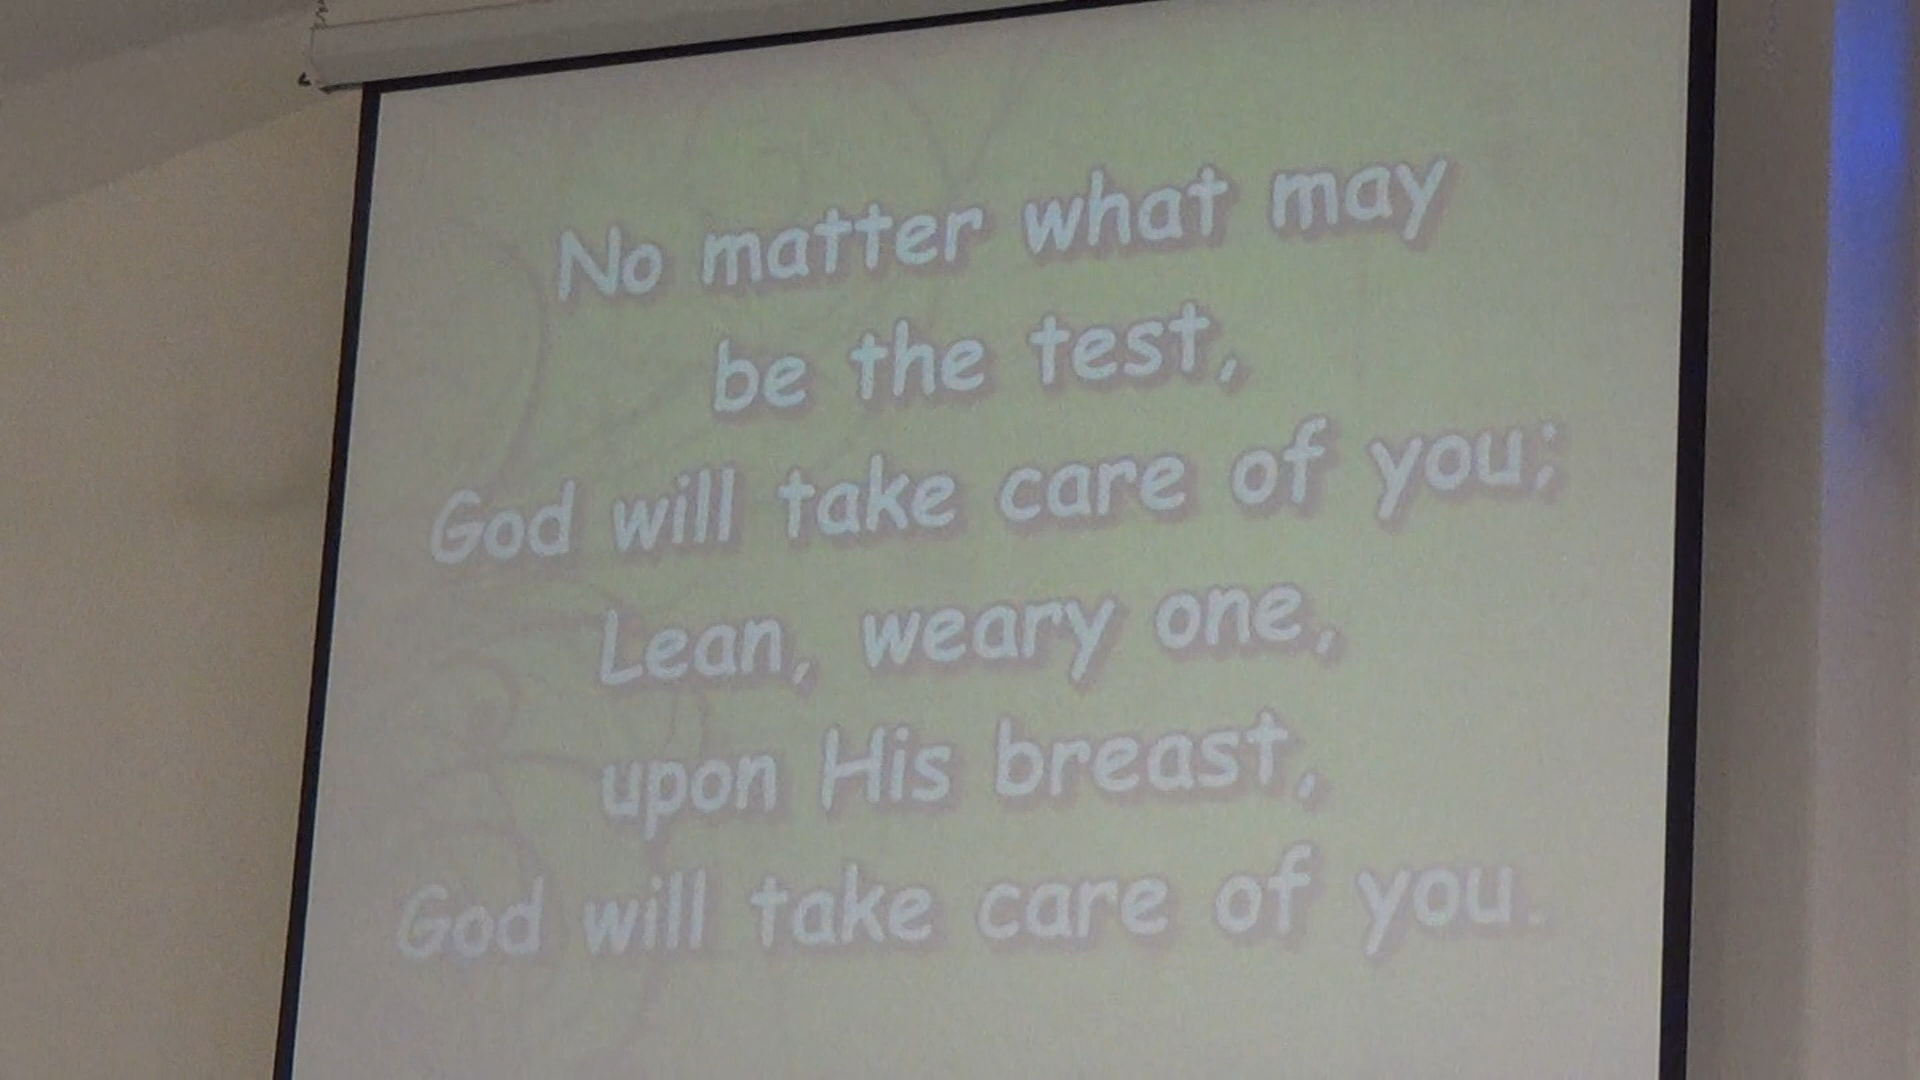 No matter what may
be the test,
God will take care of you;
Lean, weary one,
upon His breast,
God will take care of you.